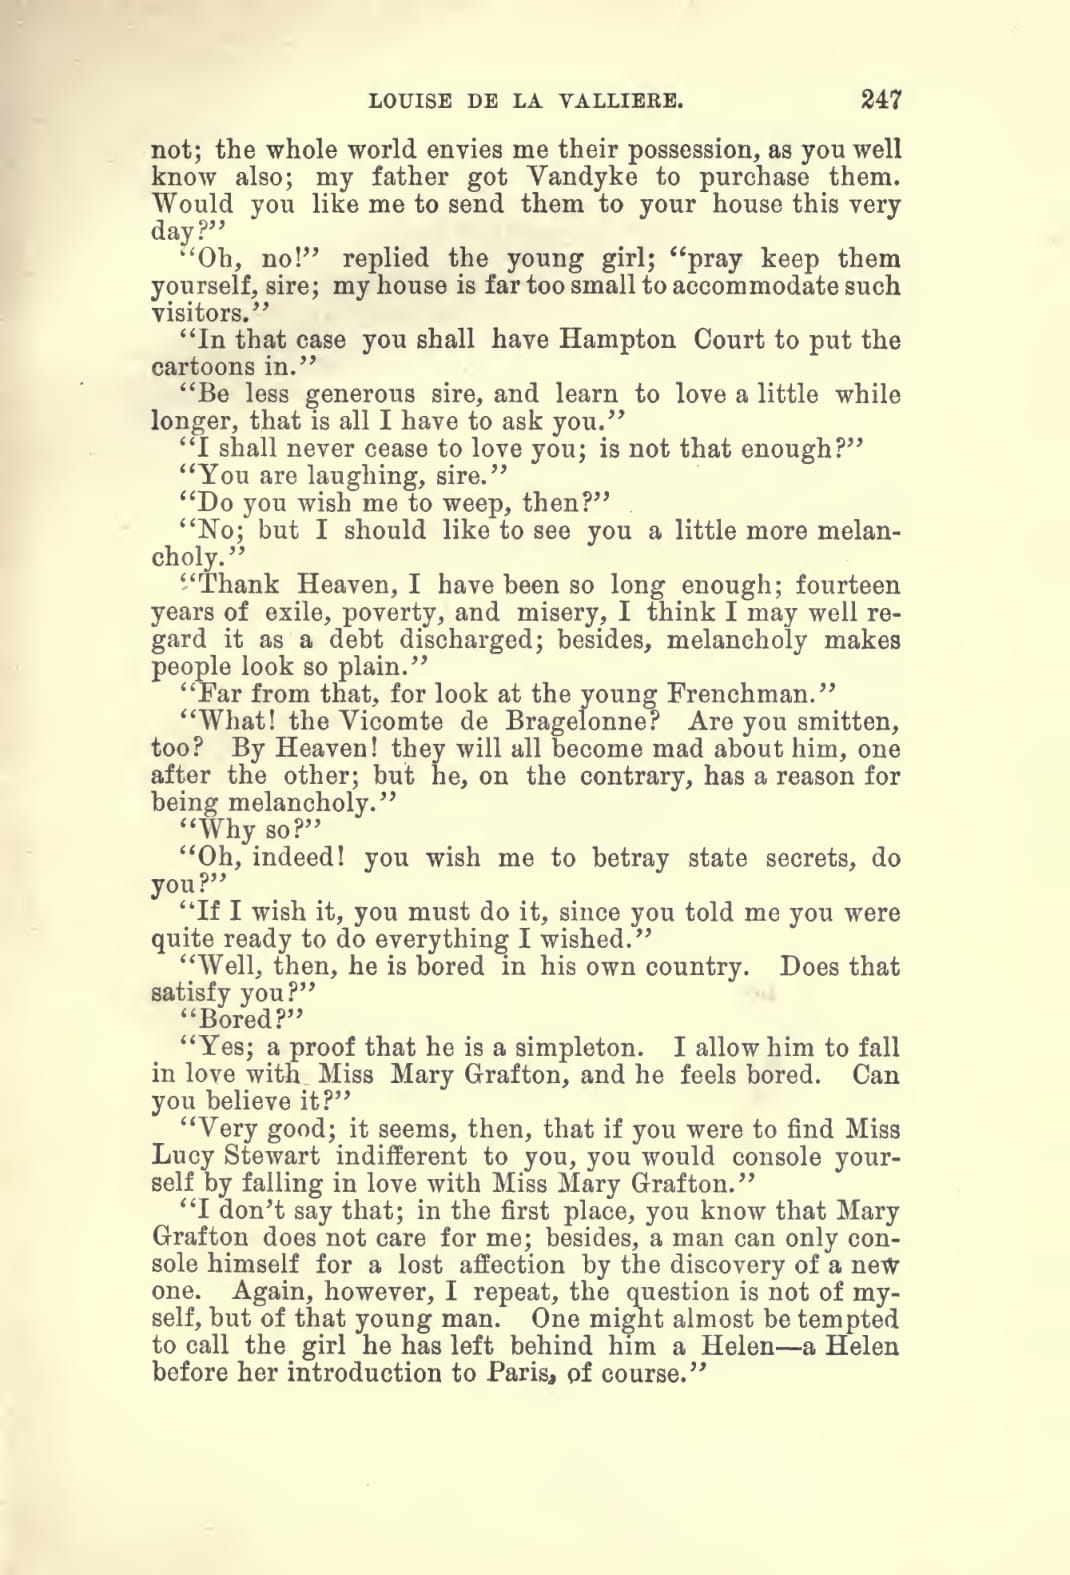 LOUISE DE LA VALLIERE. 247
not; the whole world envies me their possession, as you well
know also; my father got Vandyke to purchase them.
Would you like me to send them to your house this very
day?”
“Oh, no!” replied the young girl; “pray keep them
yourself, sire; my house is far too small to accommodate such
visitors.”
“In that case you shall have Hampton Court to put the
cartoons in.”
“Be less generous sire, and learn to love a little while
longer, that is all I have to ask you.”
“I shall never cease to love you; is not that enough?”
“You are laughing, sire.”
“Do you wish me to weep, then?”
“No; but I should like to see you a little more melan-
choly.”
“Thank Heaven, I have been so long enough; fourteen
years of exile, poverty, and misery, I think I may well re-
gard it as a debt discharged; besides, melancholy makes
people look so plain.”
“Far from that, for look at the young Frenchman.”
“What! the Vicomte de Bragelonne? Are you smitten,
too? By Heaven! they will all become mad about him, one
after the other; but he, on the contrary, has a reason for
being melancholy.”
“Why so?”
“Oh, indeed! you wish me to betray state secrets, do
you?”
“If I wish it, you must do it, since you told me you were
quite ready to do everything I wished.”
“Well, then, he is bored in his own country. Does that
satisfy you?”
“Bored?”
“Yes; a proof that he is a simpleton. I allow him to fall
in love with Miss Mary Grafton, and he feels bored. Can
you believe it?”
“Very good; it seems, then, that if you were to find Miss
Lucy Stewart indifferent to you, you would console your-
self by falling in love with Miss Mary Grafton.”
“I don’t say that; in the first place, you know that Mary
Grafton does not care for me; besides, a man can only con-
sole himself for a lost affection by the discovery of a new
one. Again, however, I repeat, the question is not of my-
self, but of that young man. One might almost be tempted
to call the girl he has left behind him a Helen—a Helen
before her introduction to Paris, of course.”